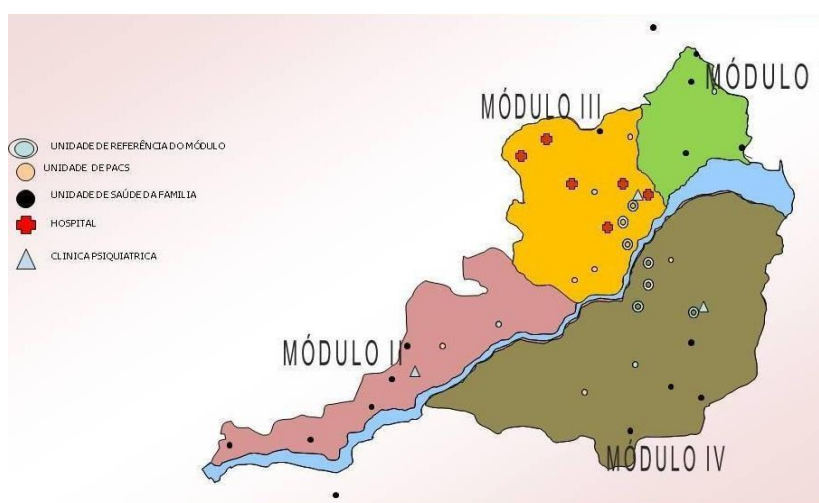 MÓDULO
MÓDULO III
UNIDADE DE REFERÊNCIA DO MÓDULO
UNIDADE DE PACS
UNIDADE DE SAÚDE DA FAMILIA
HOSPITAL
CLINICA PSIQUIATRICA
MÓDULO II
MÓDULO IV